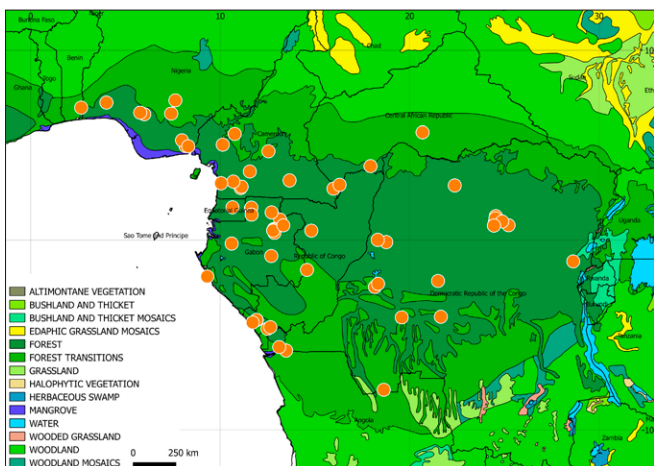 Burkina Faso
Benin
Togo
Ghana
Nigeria
Chad
Sudan
Central African Republic
Cameroon
Equatorial Guinea
Sao Tome and Principe
Gabon
Republic of Congo
Democratic Republic of the Congo
Uganda
Rwanda
Burundi
Tanzania
Angola
Zambia
10
20
30
ALTIMONTANE VEGETATION
BUSHLAND AND THICKET
BUSHLAND AND THICKET MOSAICS
EDAPHIC GRASSLAND MOSAICS
FOREST
FOREST TRANSITIONS
GRASSLAND
HALOPHYTIC VEGETATION
HERBACEOUS SWAMP
MANGROVE
WATER
WOODED GRASSLAND
WOODLAND
WOODLAND MOSAICS
0 250 km